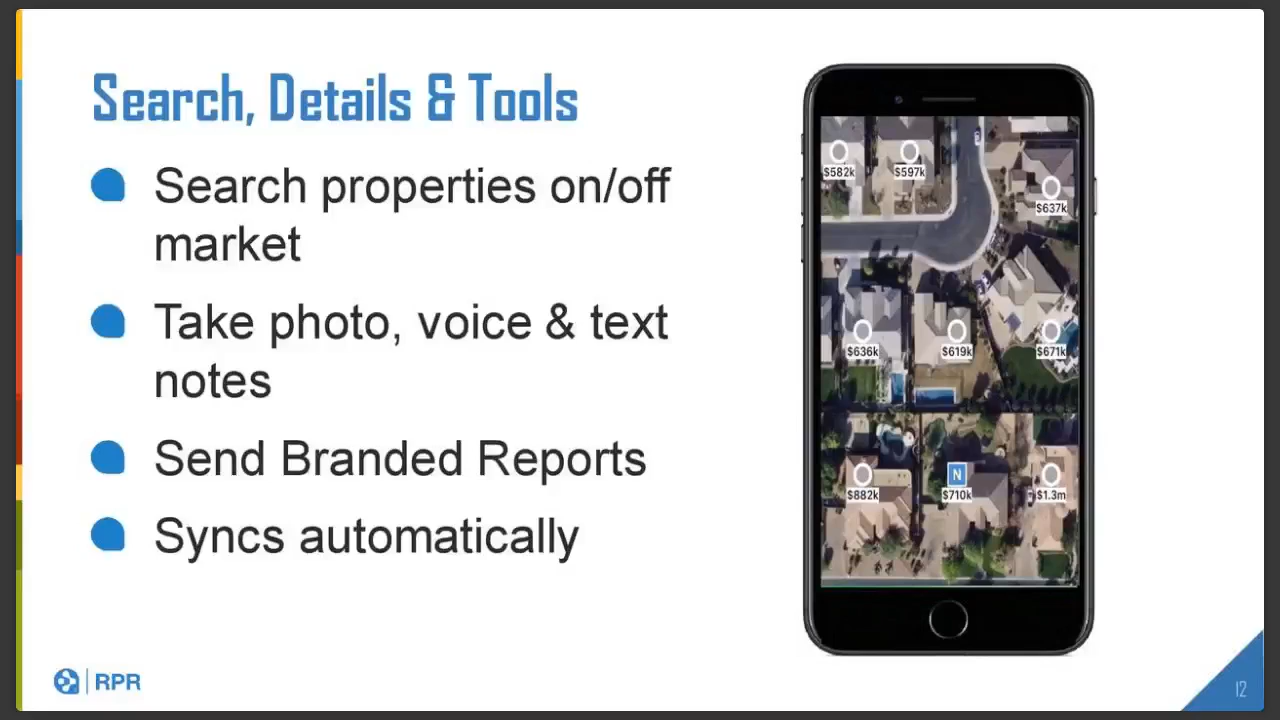 Search, Details & Tools
Search properties on/off
market
Take photo, voice & text
notes
Send Branded Reports
Syncs automatically
$582k
$597k
$637k
$636k
$619k
$671k
N
$882k
$710k
$1.3m
RPR
12